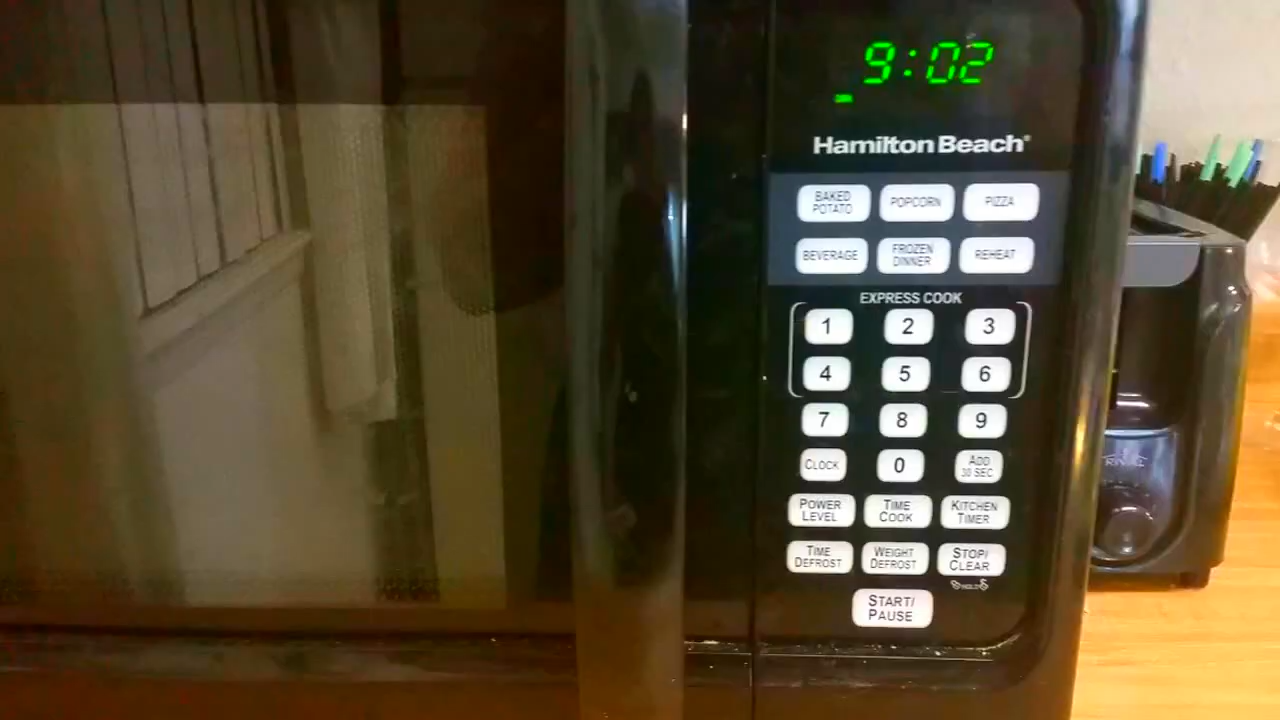 9:02
Hamilton Beach®
BAKED
POTATO
POPCORN
PIZZA
BEVERAGE
FROZEN
DINNER
REHEAT
EXPRESS COOK
1 2 3
4 5 6
7 8 9
CLOCK
0
ADD
30 SEC
POWER
LEVEL
TIME
COOK
KITCHEN
TIMER
TIME
DEFROST
WEIGHT
DEFROST
STOP/
CLEAR
HOLD
START/
PAUSE
RIVAL